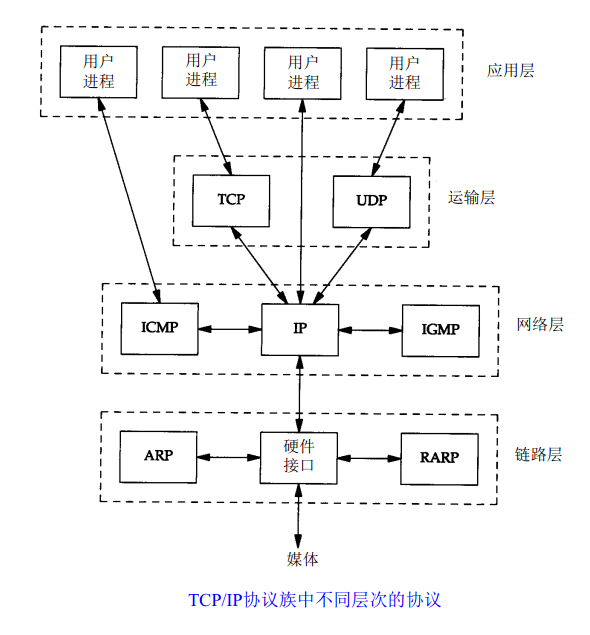 用户
进程
用户
进程
用户
进程
用户
进程
应用层
TCP
UDP
运输层
ICMP
IP
IGMP
网络层
ARP
硬件
接口
RARP
链路层
媒体
TCP/IP协议族中不同层次的协议